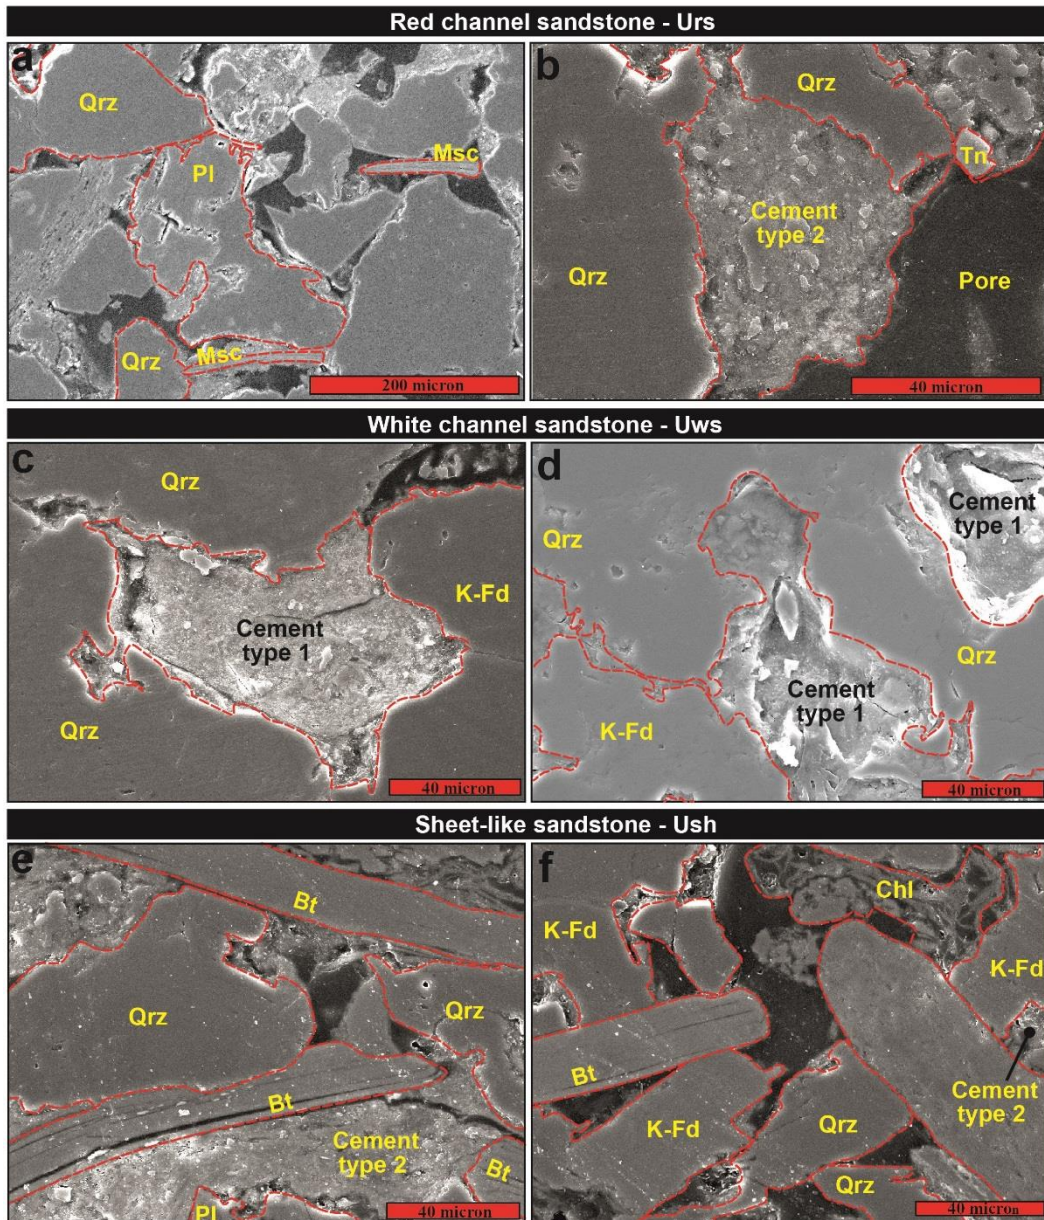 Red channel sandstone - Urs
a
Qrz
Pl
Msc
Qrz
Msc
200 micron
b
Qrz
Tn
Cement
type 2
Qrz
Pore
40 micron
White channel sandstone - Uws
c
Qrz
K-Fd
Cement
type 1
Qrz
40 micron
d
Cement
type 1
Qrz
Qrz
Cement
type 1
K-Fd
40 micron
Sheet-like sandstone - Ush
e
Bt
Qrz
Qrz
Bt
Cement
type 2
Bt
Pl
40 micron
f
Chl
K-Fd
K-Fd
Bt
Cement
type 2
K-Fd
Qrz
Qrz
40 micron